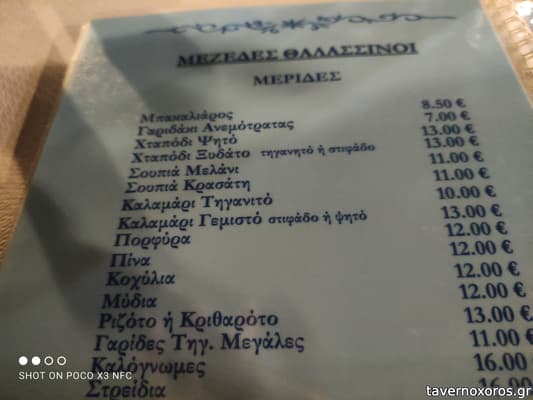 ΜΕΖΕΔΕΣ ΘΑΛΑΣΣΙΝΟΙ
ΜΕΡΙΔΕΣ
Μπακαλιάρος 8.50 €
Γαριδάκι Ανεμότρατας 7.00 €
Χταπόδι Ψητό 13.00 €
Χταπόδι Ξυδάτο τηγανητό ή στιφάδο 13.00 €
Σουπιά Μελάνι 11.00 €
Σουπιά Κρασάτη 11.00 €
Καλαμάρι Τηγανιτό 10.00 €
Καλαμάρι Γεμιστό στιφάδο ή ψητό 13.00 €
Πορφύρα 12.00 €
Πίνα 12.00 €
Κοχύλια 12.00 €
Μύδια 12.00 €
Ριζότο ή Κριθαρότο 13.00 €
Γαρίδες Τηγ. Μεγάλες 11.00 €
Καλόγνωμες 16.00
Στρείδια 16.00
SHOT ON POCO X3 NFC
tavernoxoros.gr